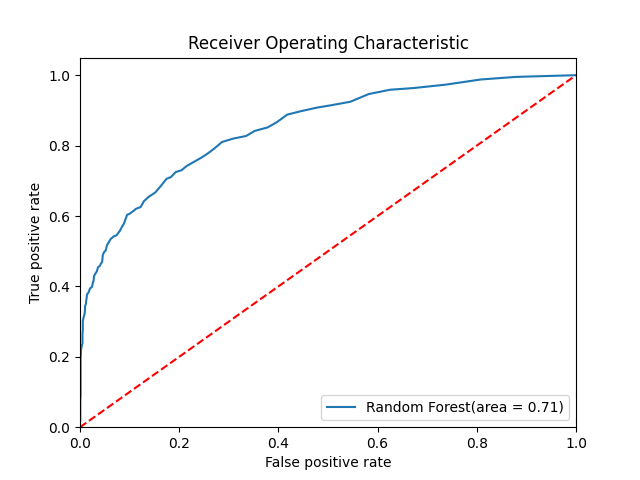 Receiver Operating Characteristic
1.0
0.8
0.6
0.4
0.2
0.0
True positive rate
Random Forest(area = 0.71)
0.0 0.2 0.4 0.6 0.8 1.0
False positive rate